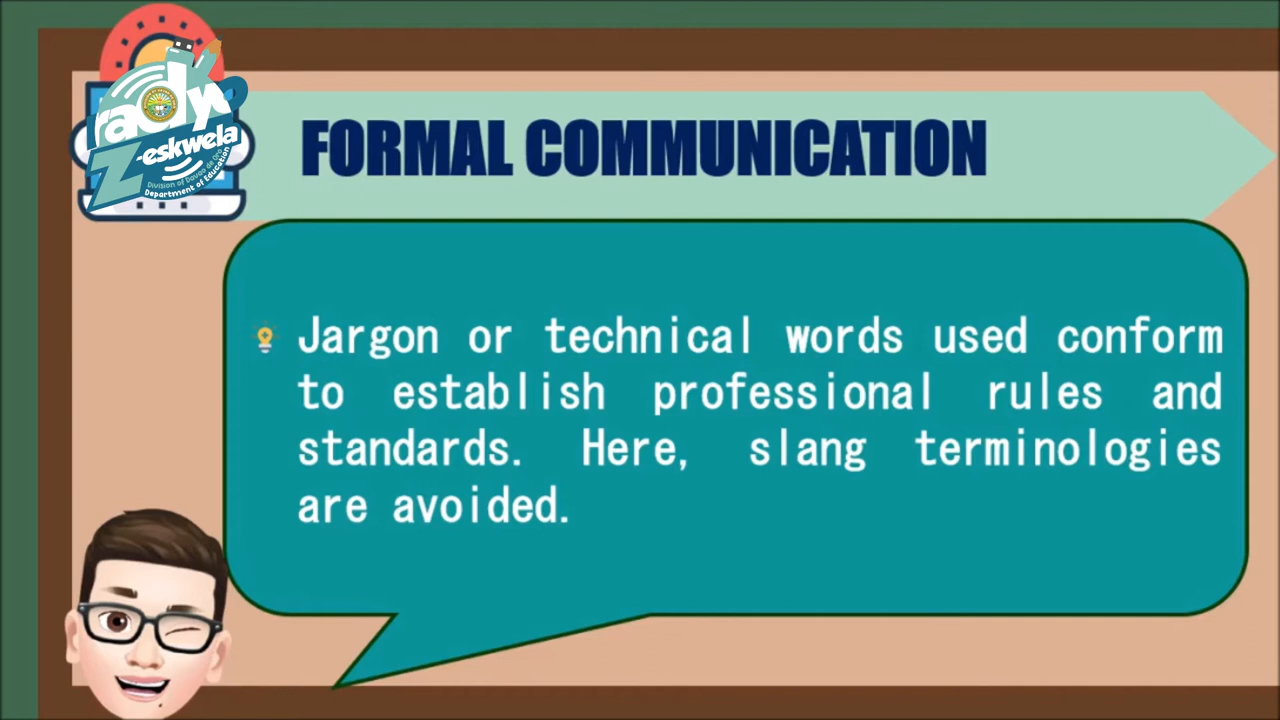 radyo
Z-eskwela
Division of Davao de Oro
Department of Education
FORMAL COMMUNICATION
Jargon or technical words used conform
to establish professional rules and
standards. Here, slang terminologies
are avoided.